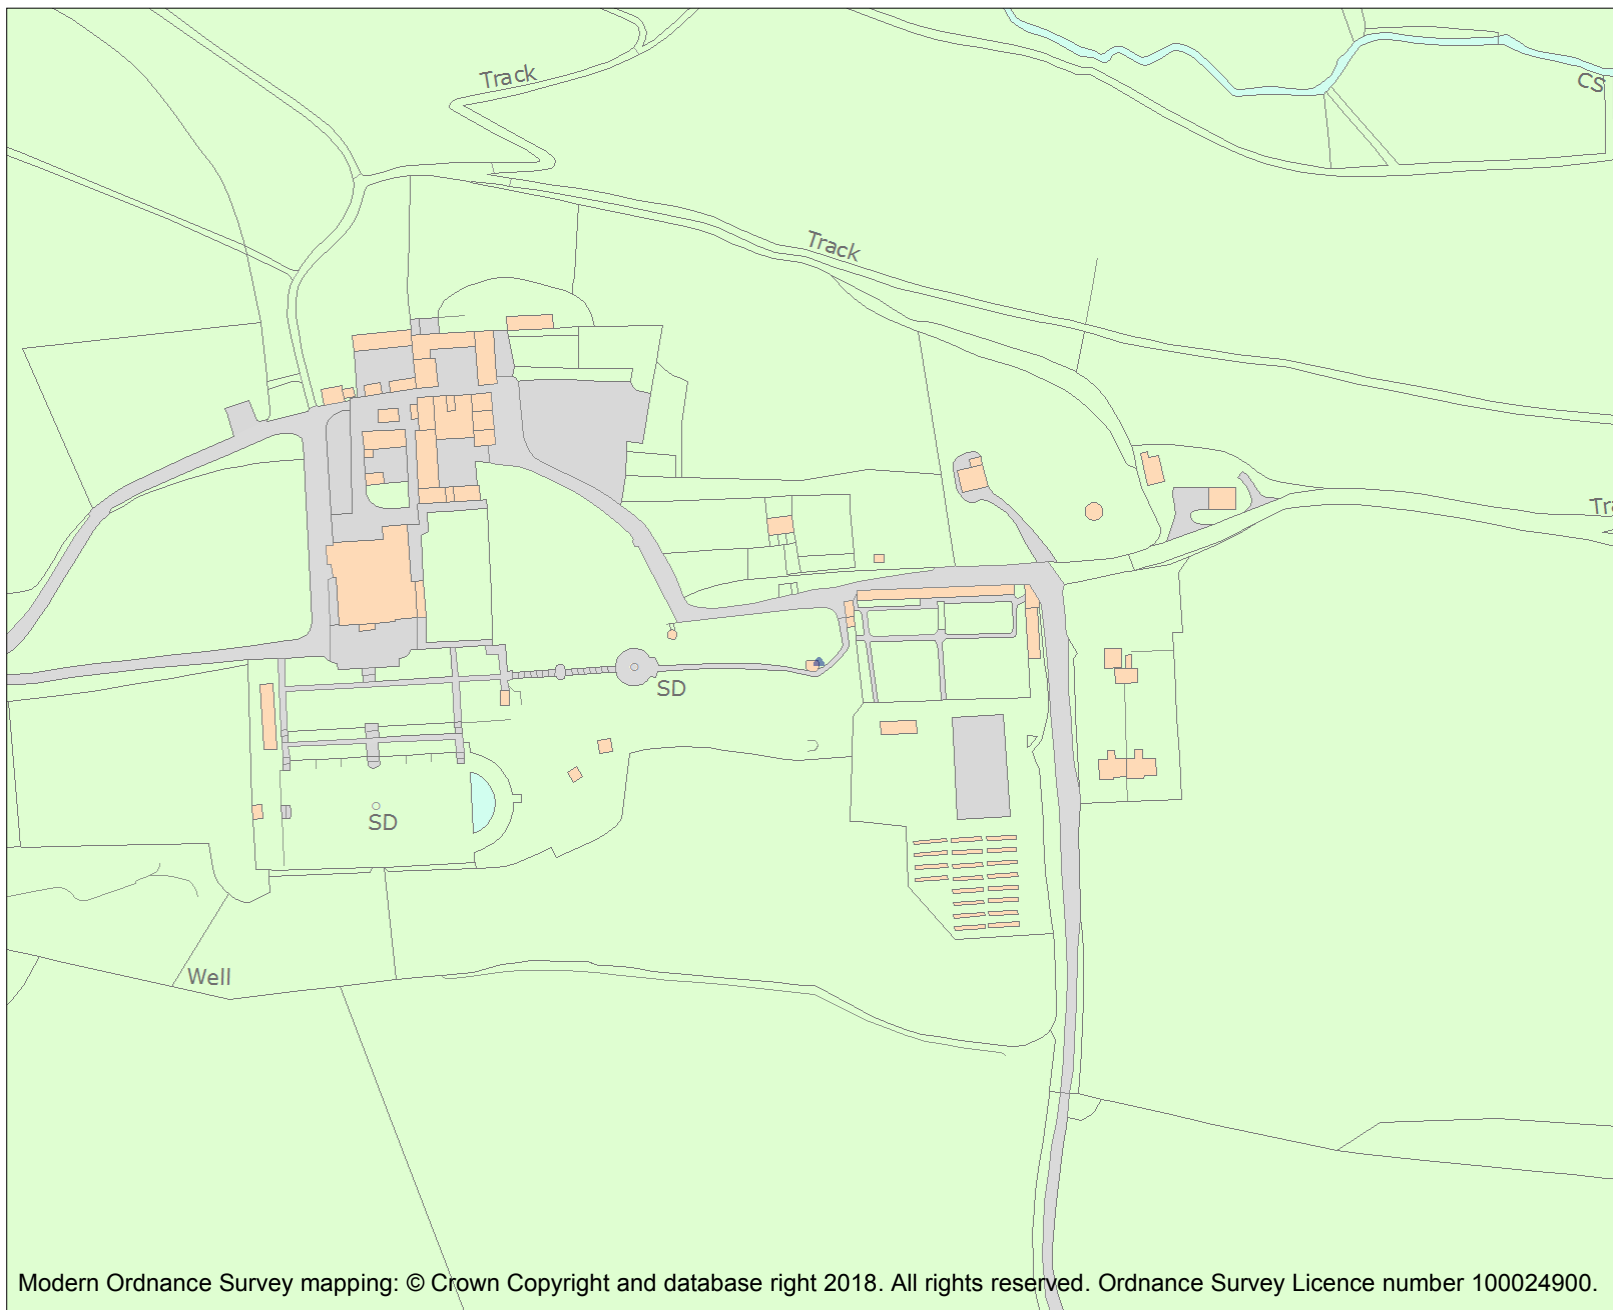 Track
CS
Track
Tra
SD
SD
Well
Modern Ordnance Survey mapping: © Crown Copyright and database right 2018. All rights reserved. Ordnance Survey Licence number 100024900.